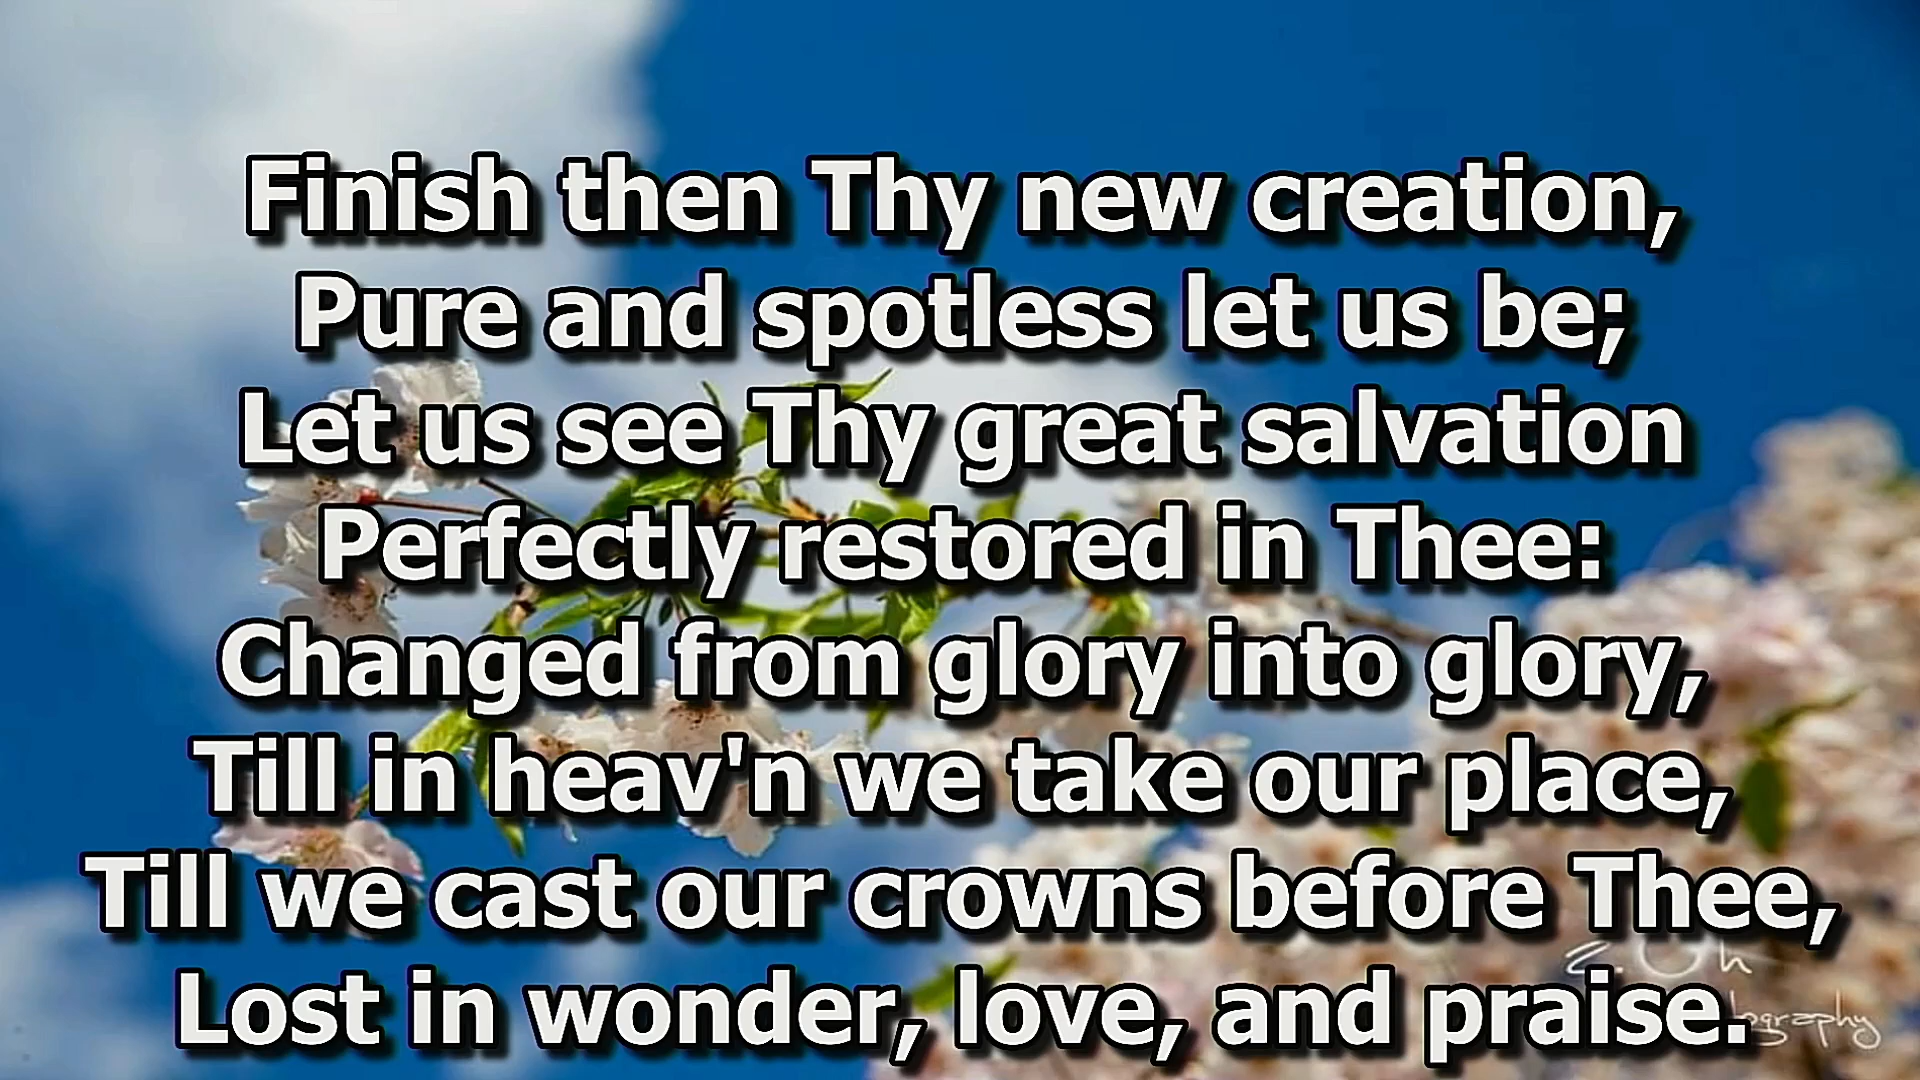 Finish then Thy new creation,
Pure and spotless let us be;
Let us see Thy great salvation
Perfectly restored in Thee:
Changed from glory into glory,
Till in heav'n we take our place,
Till we cast our crowns before Thee,
Lost in wonder, love, and praise.